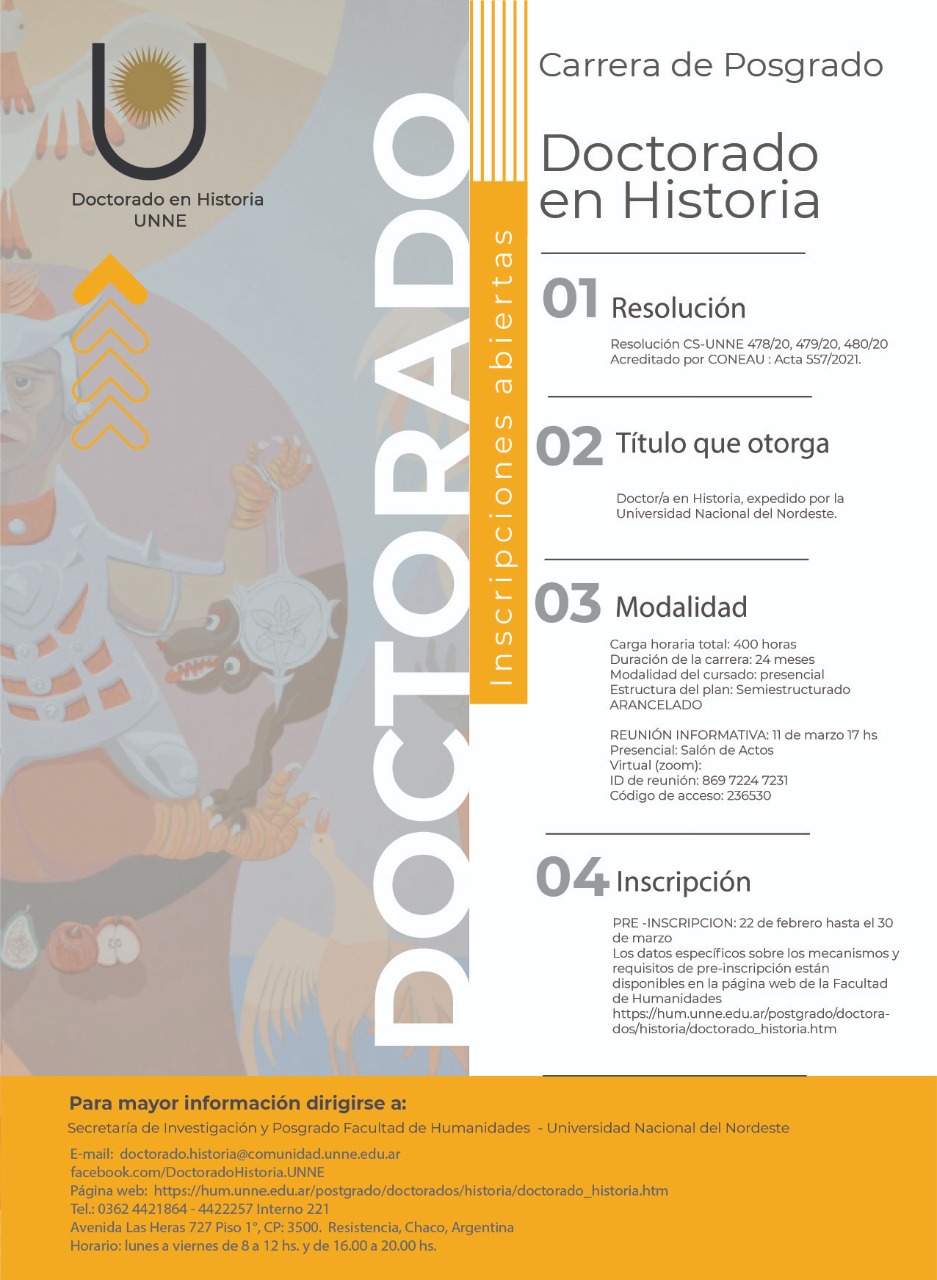 Doctorado en Historia
UNNE
DOCTORADO
Inscripciones abiertas
Carrera de Posgrado
Doctorado
en Historia
01 Resolución
Resolución CS-UNNE 478/20, 479/20, 480/20
Acreditado por CONEAU : Acta 557/2021.
02 Título que otorga
Doctor/a en Historia, expedido por la
Universidad Nacional del Nordeste.
03 Modalidad
Carga horaria total: 400 horas
Duración de la carrera: 24 meses
Modalidad del cursado: presencial
Estructura del plan: Semiestructurado
ARANCELADO
REUNIÓN INFORMATIVA: 11 de marzo 17 hs
Presencial: Salón de Actos
Virtual (zoom):
ID de reunión: 869 7224 7231
Código de acceso: 236530
04 Inscripción
PRE -INSCRIPCION: 22 de febrero hasta el 30
de marzo
Los datos específicos sobre los mecanismos y
requisitos de pre-inscripción están
disponibles en la página web de la Facultad
de Humanidades
https://hum.unne.edu.ar/postgrado/doctora-
dos/historia/doctorado_historia.htm
Para mayor información dirigirse a:
Secretaría de Investigación y Posgrado Facultad de Humanidades - Universidad Nacional del Nordeste
E-mail: doctorado.historia@comunidad.unne.edu.ar
facebook.com/DoctoradoHistoria.UNNE
Página web: https://hum.unne.edu.ar/postgrado/doctorados/historia/doctorado_historia.htm
Tel.: 0362 4421864 - 4422257 Interno 221
Avenida Las Heras 727 Piso 1°, CP: 3500. Resistencia, Chaco, Argentina
Horario: lunes a viernes de 8 a 12 hs. y de 16.00 a 20.00 hs.